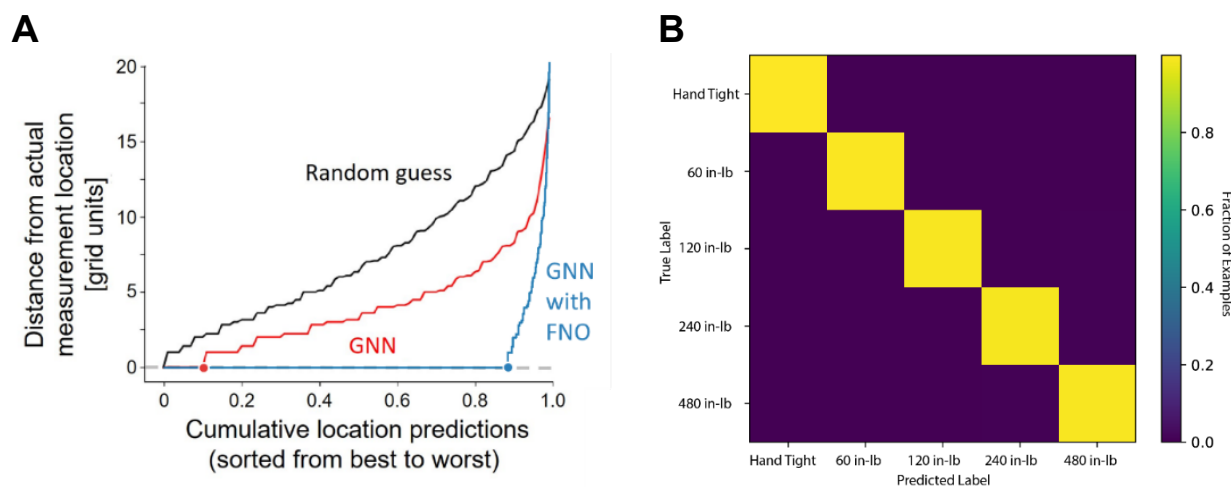 A
20
15
10
5
0
Distance from actual
measurement location
[grid units]
Random guess
GNN
GNN
with
FNO
0
0.2
0.4
0.6
0.8
1.0
Cumulative location predictions
(sorted from best to worst)
B
True Label
Hand Tight
60 in-lb
120 in-lb
240 in-lb
480 in-lb
Hand Tight
60 in-lb
120 in-lb
240 in-lb
480 in-lb
Predicted Label
0.8
0.6
0.4
0.2
0.0
Fraction of Examples